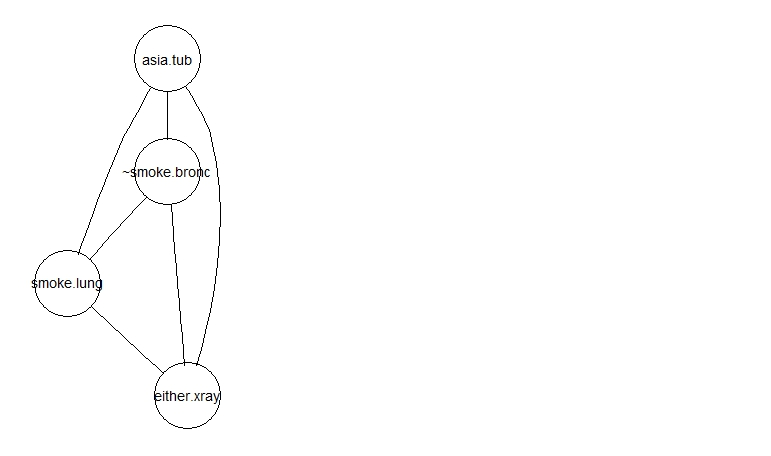 asia.tub
~smoke.bronc
smoke.lung
either.xray